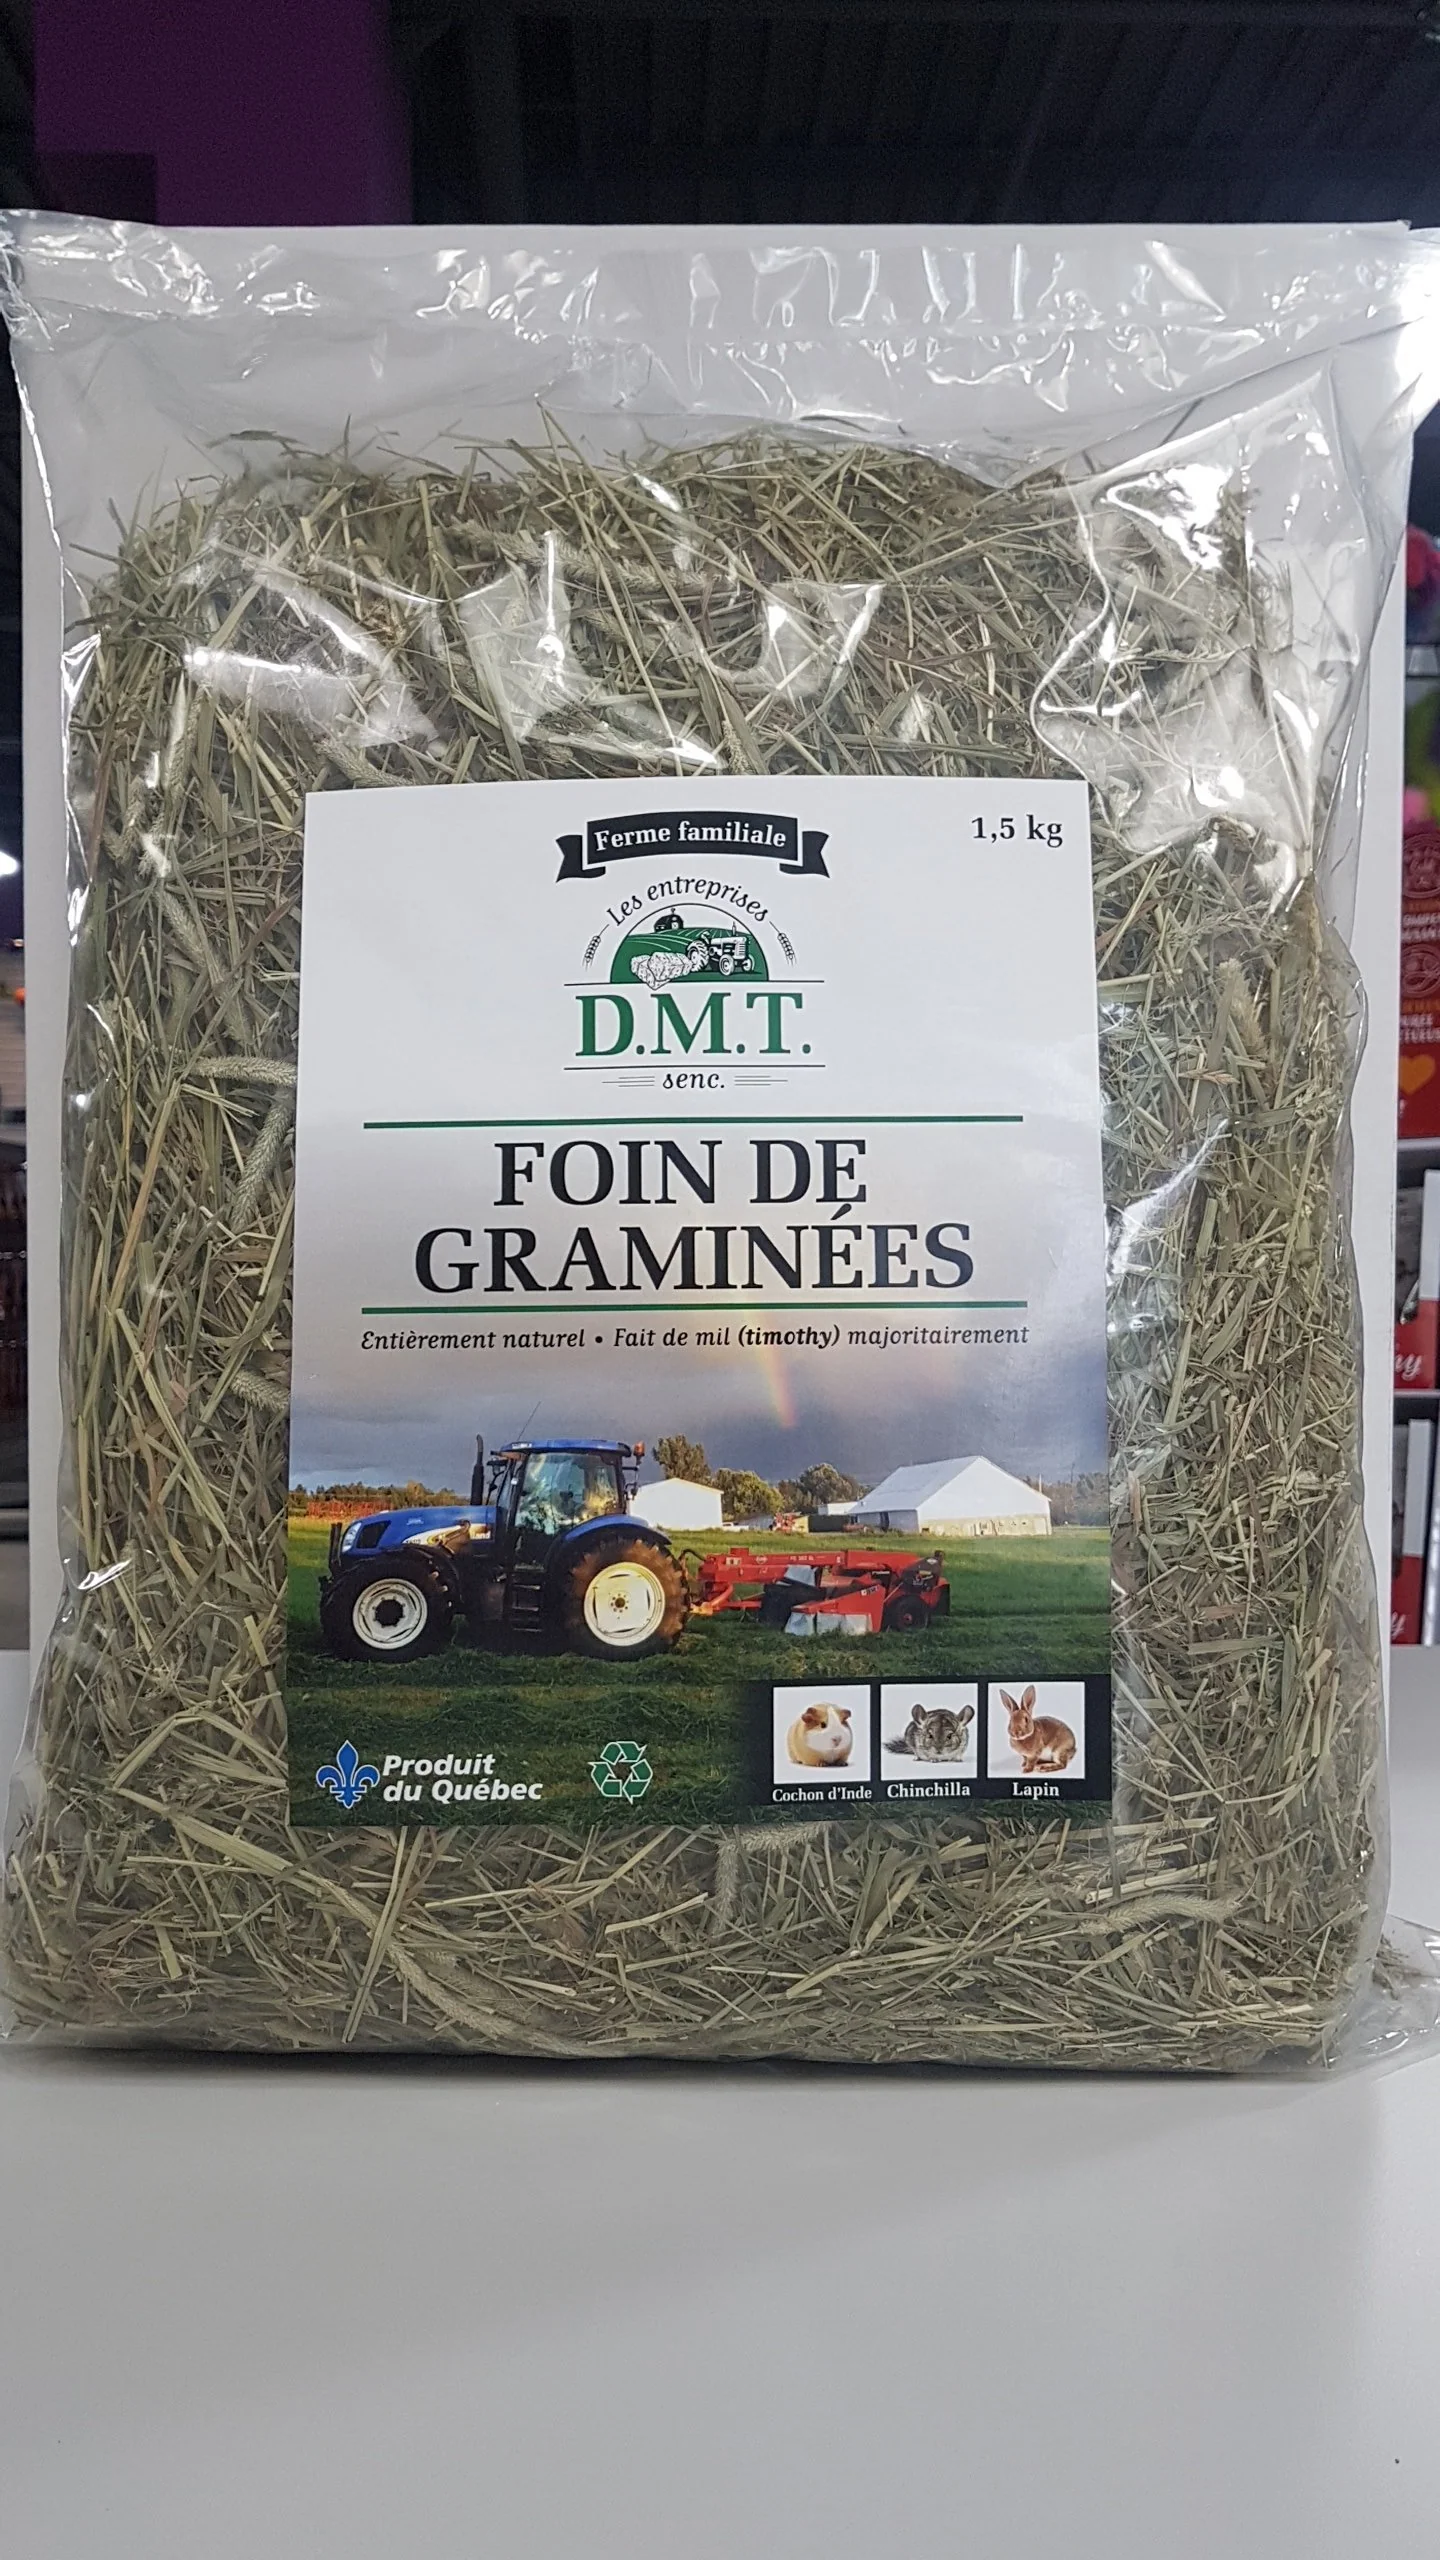 Ferme familiale
1,5 kg
Les entreprises
D.M.T.
senc.
FOIN DE
GRAMINÉES
Entièrement naturel • Fait de mil (timothy) majoritairement
Produit
du Québec
Cochon d'Inde
Chinchilla
Lapin